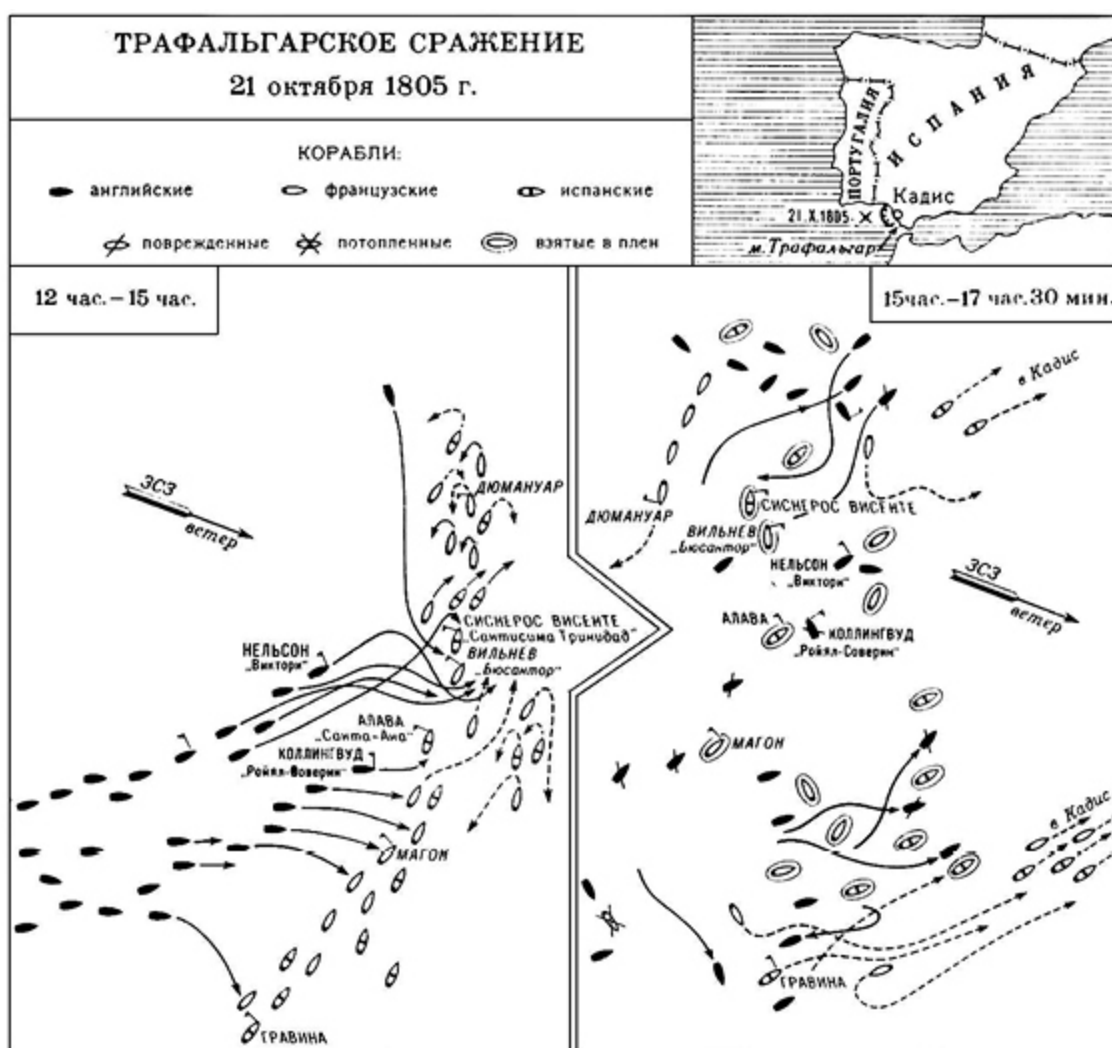 ТРАФАЛЬГАРСКОЕ СРАЖЕНИЕ
21 октября 1805 г.
КОРАБЛИ:
английские
французские
испанские
поврежденные
потопленные
взятые в плен
ПОРТУГАЛИЯ
ИСПАНИЯ
Кадис
21.X.1805
м.Трафальгар
12 час.–15 час.
ЗСЗ
ветер
ДЮМАНУАР
СИСНЕРОС ВИСЕНТЕ
„Сантисима Тринидад"
НЕЛЬСОН
„Виктори"
ВИЛЬНЕВ
„Бюсантор"
АЛАВА
„Санта-Ана"
КОЛЛИНГВУД
„Ройял-Соверин"
МАГОН
ГРАВИНА
15час.–17 час.30 мин.
в Кадис
ДЮМАНУАР
СИСНЕРОС ВИСЕНТЕ
ВИЛЬНЕВ
„Бюсантор"
НЕЛЬСОН
„Виктори"
ЗСЗ
ветер
АЛАВА
КОЛЛИНГВУД
„Ройял-Соверин"
МАГОН
в Кадис
ГРАВИНА